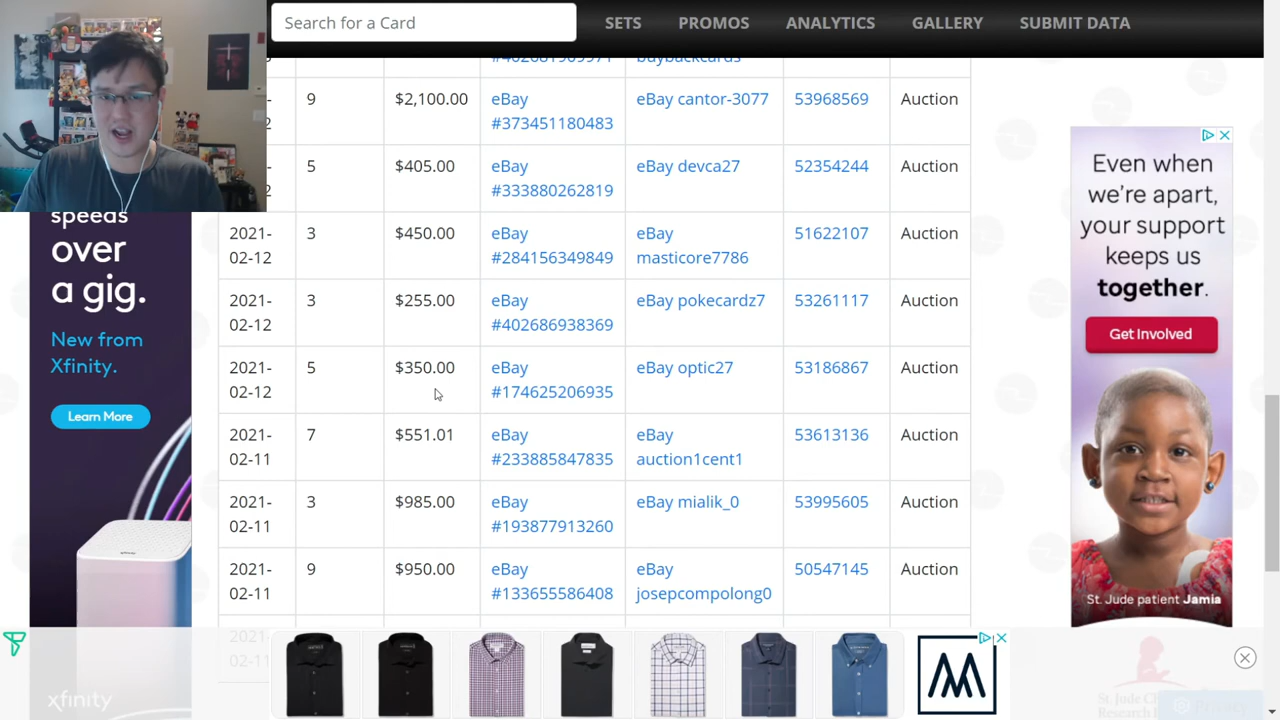 Search for a Card
SETS
PROMOS
ANALYTICS
GALLERY
SUBMIT DATA
9 $2,100.00 eBay #373451180483 eBay cantor-3077 53968569 Auction
5 $405.00 eBay #333880262819 eBay devca27 52354244 Auction
2021-02-12 3 $450.00 eBay #284156349849 eBay masticore7786 51622107 Auction
2021-02-12 3 $255.00 eBay #402686938369 eBay pokecardz7 53261117 Auction
2021-02-12 5 $350.00 eBay #174625206935 eBay optic27 53186867 Auction
2021-02-11 7 $551.01 eBay #233885847835 eBay auction1cent1 53613136 Auction
2021-02-11 3 $985.00 eBay #193877913260 eBay mialik_0 53995605 Auction
2021-02-11 9 $950.00 eBay #133655586408 eBay josepcompolong0 50547145 Auction
speeds
over
a gig.
New from
Xfinity.
Learn More
xfinity
Even when
we're apart,
your support
keeps us
together.
Get Involved
St. Jude patient Jamia